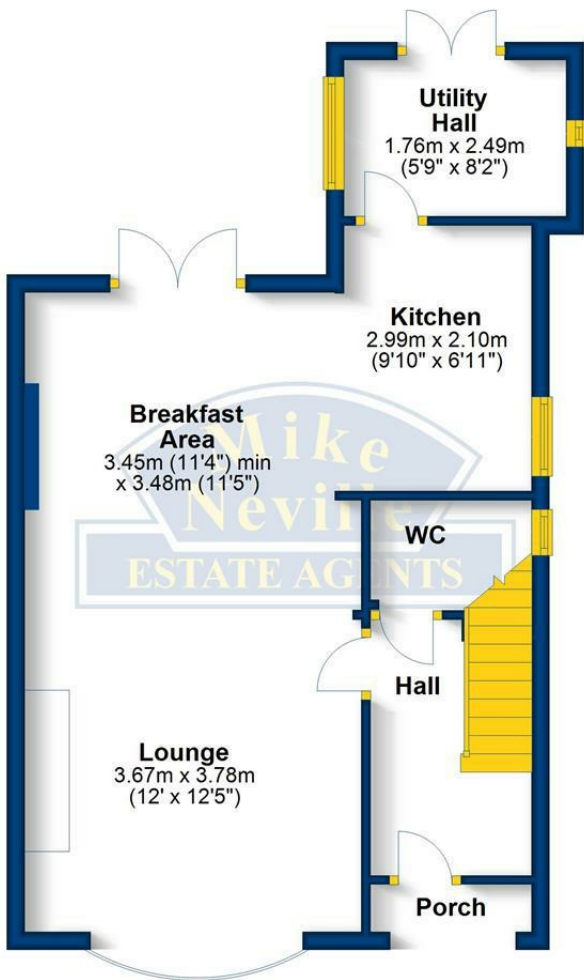 Utility
Hall
1.76m x 2.49m
(5'9" x 8'2")
Kitchen
2.99m x 2.10m
(9'10" x 6'11")
Breakfast
Area
3.45m (11'4") min
x 3.48m (11'5")
Mike
Neville
ESTATE AGENTS
WC
Hall
Lounge
3.67m x 3.78m
(12' x 12'5")
Porch